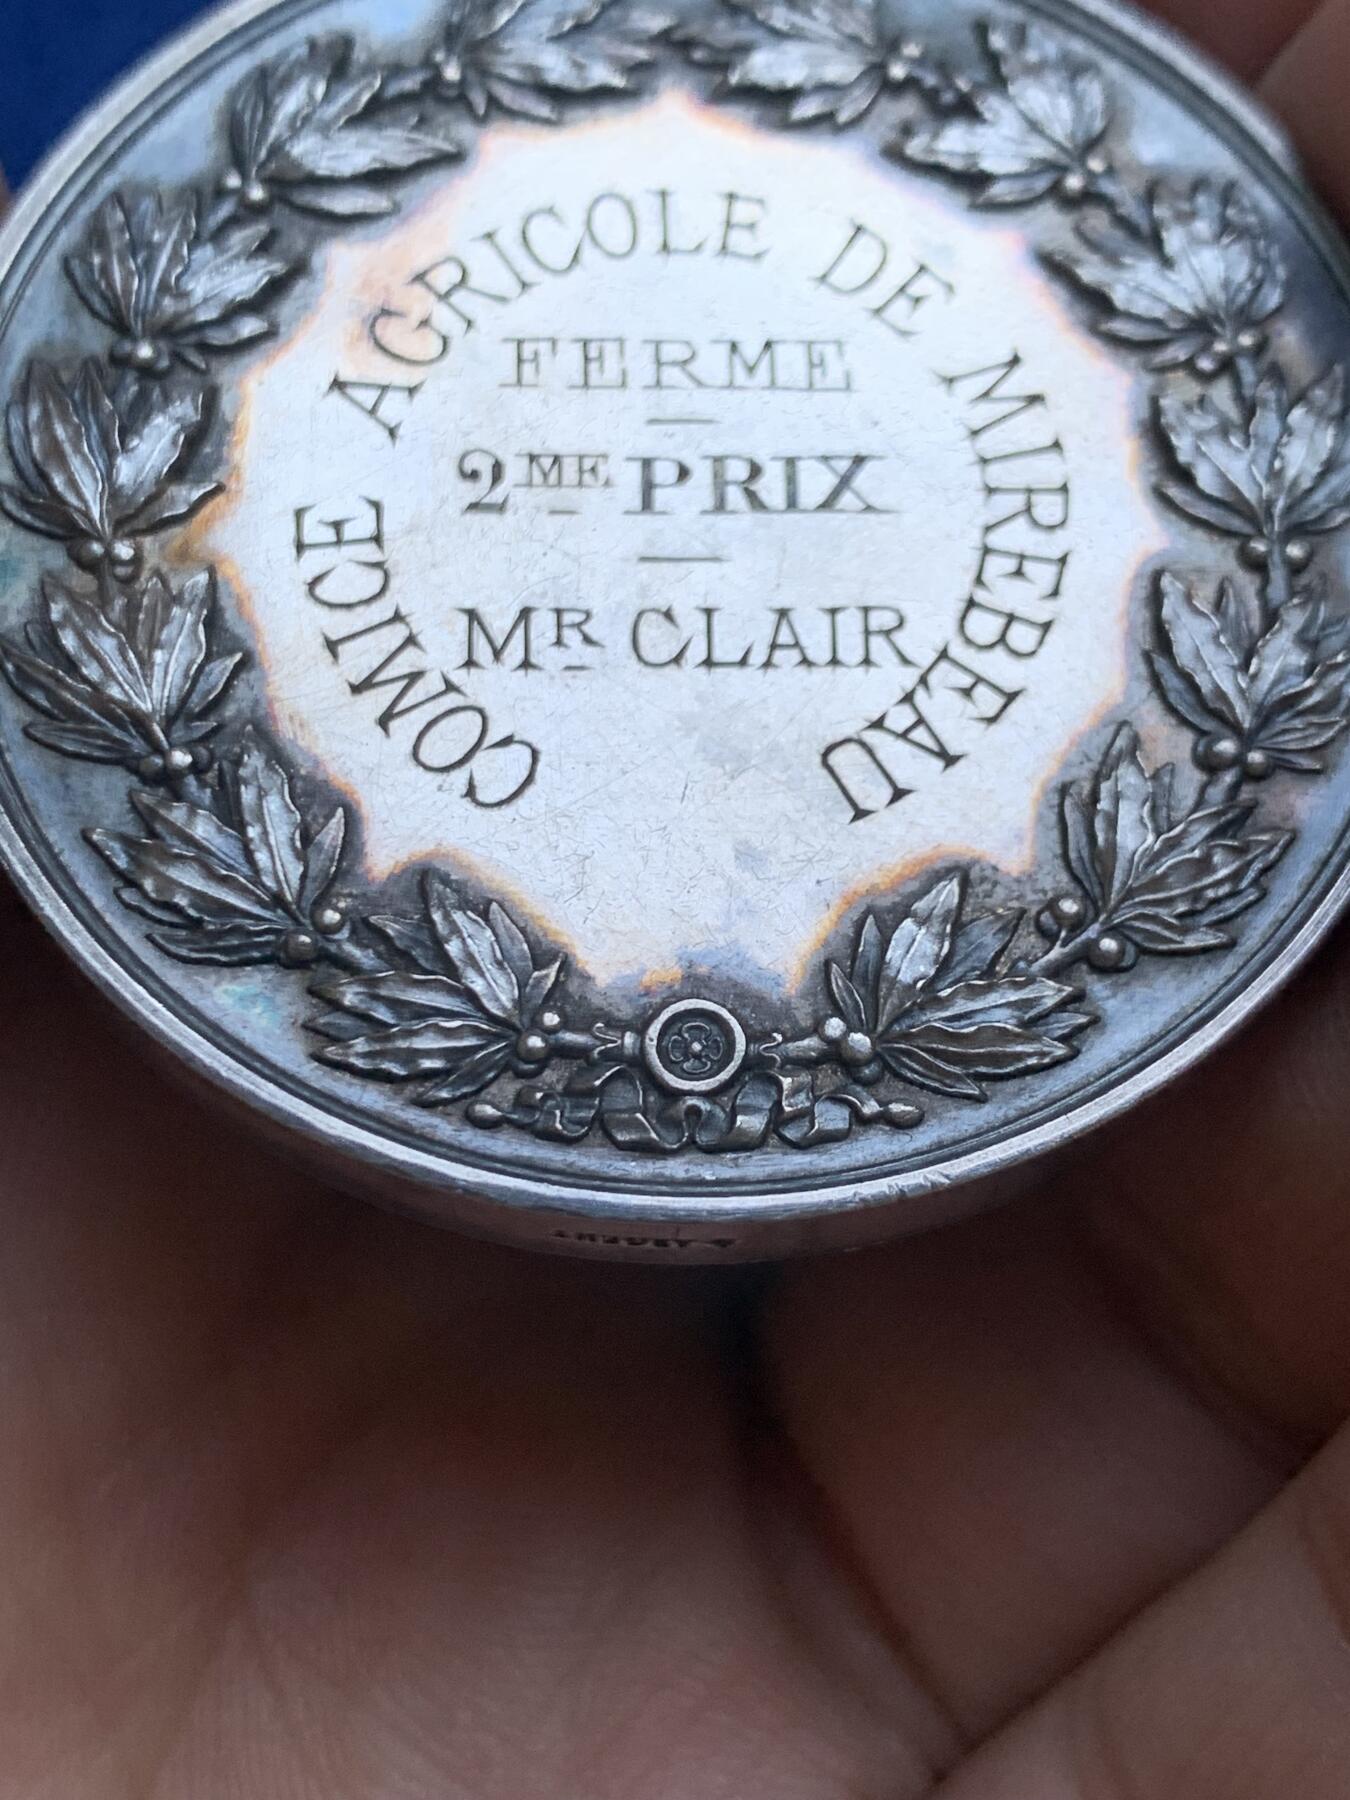 COMICE AGRICOLE DE MIREBEAU
FERME
2ME PRIX
MR CLAIR